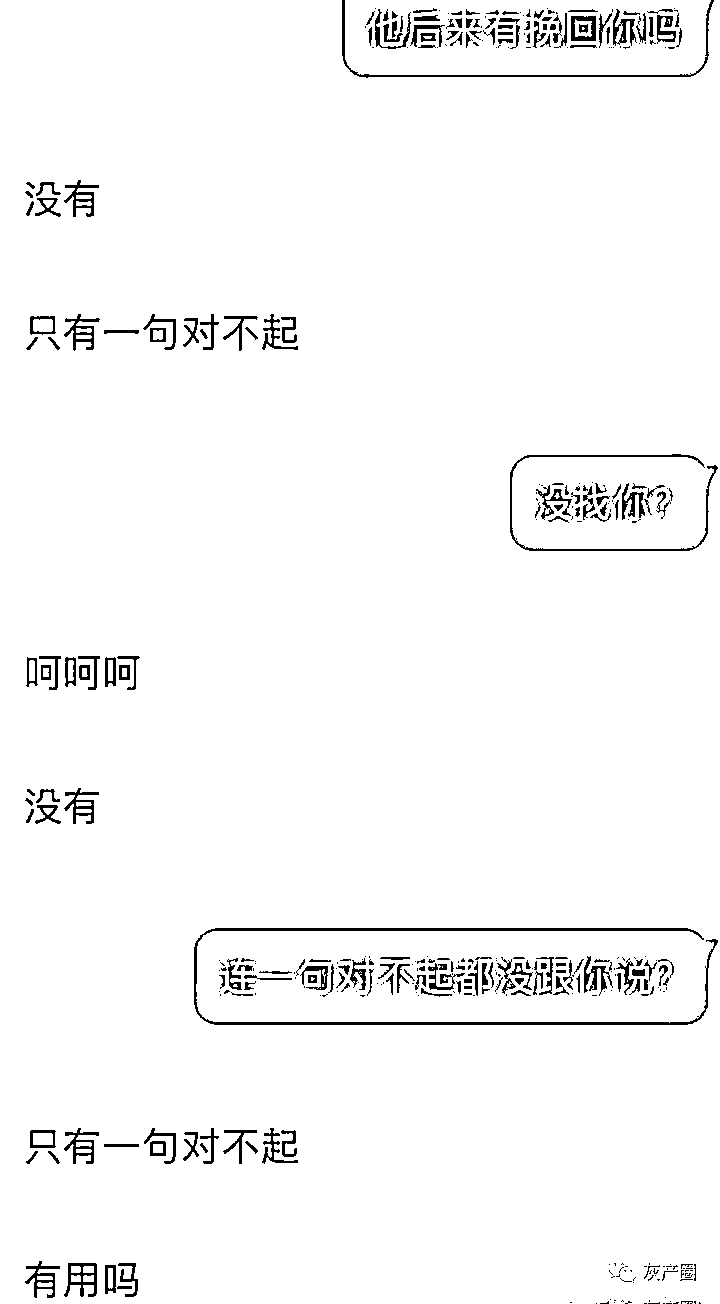 他后来有挽回你吗
没有
只有一句对不起
没找你?
呵呵呵
没有
连一句对不起都没跟你说?
只有一句对不起
有用吗
灰产圈